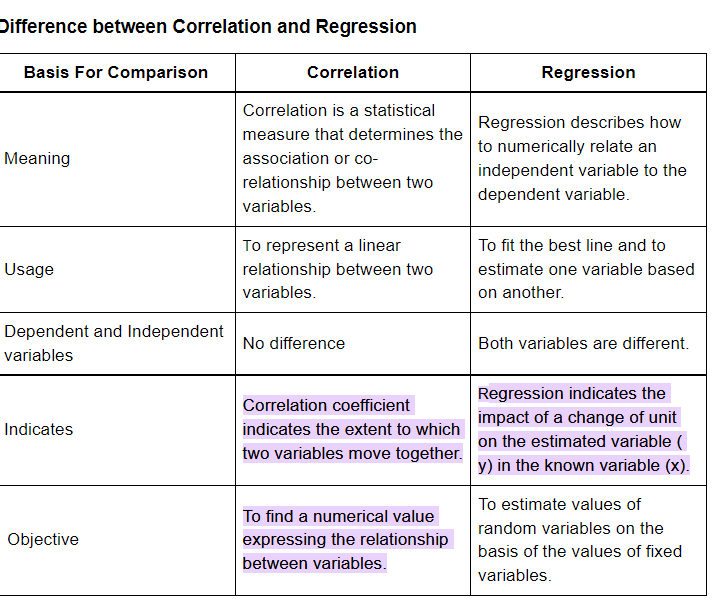 Difference between Correlation and Regression
Basis For Comparison
Correlation
Regression
Meaning
Correlation is a statistical
measure that determines the
association or co-
relationship between two
variables.
Regression describes how
to numerically relate an
independent variable to the
dependent variable.
Usage
To represent a linear
relationship between two
variables.
To fit the best line and to
estimate one variable based
on another.
Dependent and Independent
variables
No difference
Both variables are different.
Indicates
Correlation coefficient
indicates the extent to which
two variables move together.
Regression indicates the
impact of a change of unit
on the estimated variable (
y) in the known variable (x).
Objective
To find a numerical value
expressing the relationship
between variables.
To estimate values of
random variables on the
basis of the values of fixed
variables.